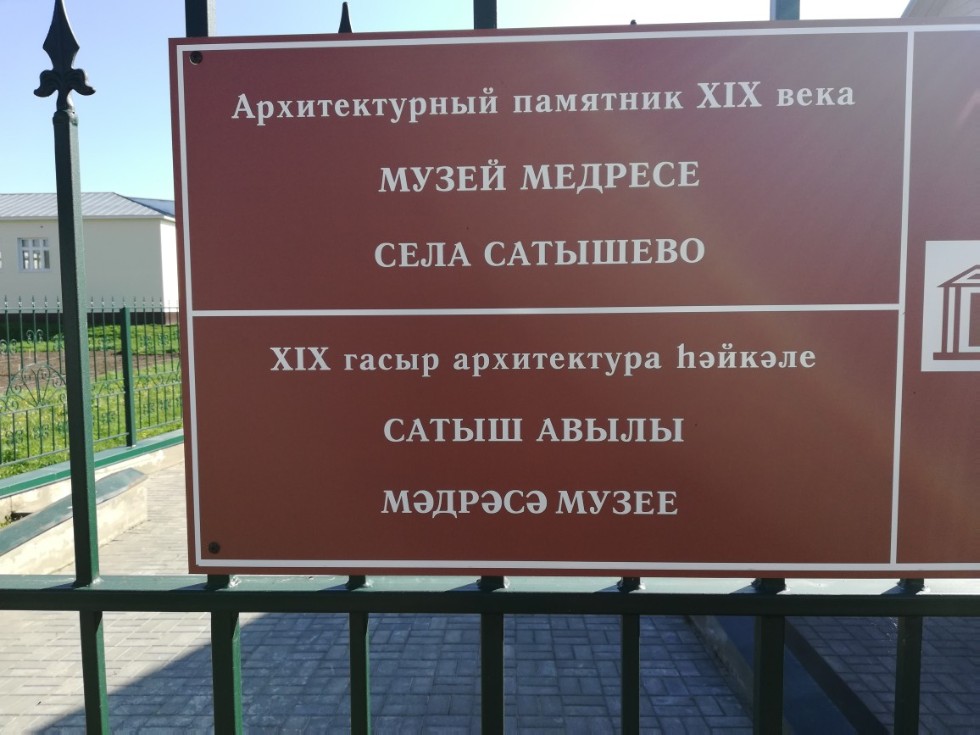 Архитектурный памятник XIX века
МУЗЕЙ МЕДРЕСЕ
СЕЛА САТЫШЕВО
XIX гасыр архитектура һәйкәле
САТЫШ АВЫЛЫ
МӘДРӘСӘ МУЗЕЕ